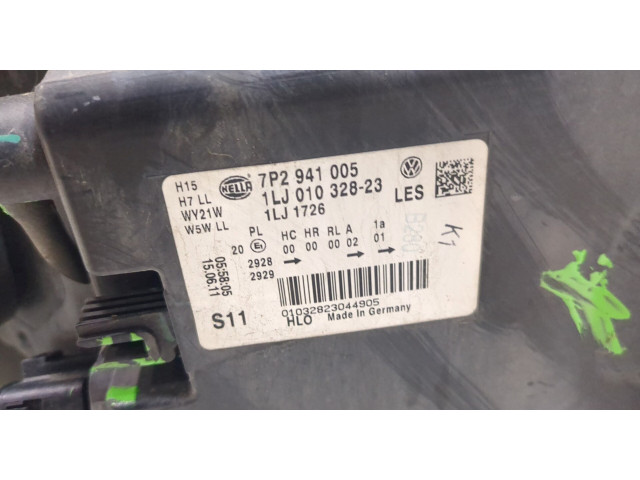 H15
H7 LL
WY21W
W5W LL
HELLA
7P2 941 005
1LJ 010 328-23
1LJ 1726
LES
PL HC HR RL A 1a
20 E1 00 00 00 02 01
2928
2929
05:58:05
15.06.11
B280
K1
01032823044905
S11
HLO Made in Germany